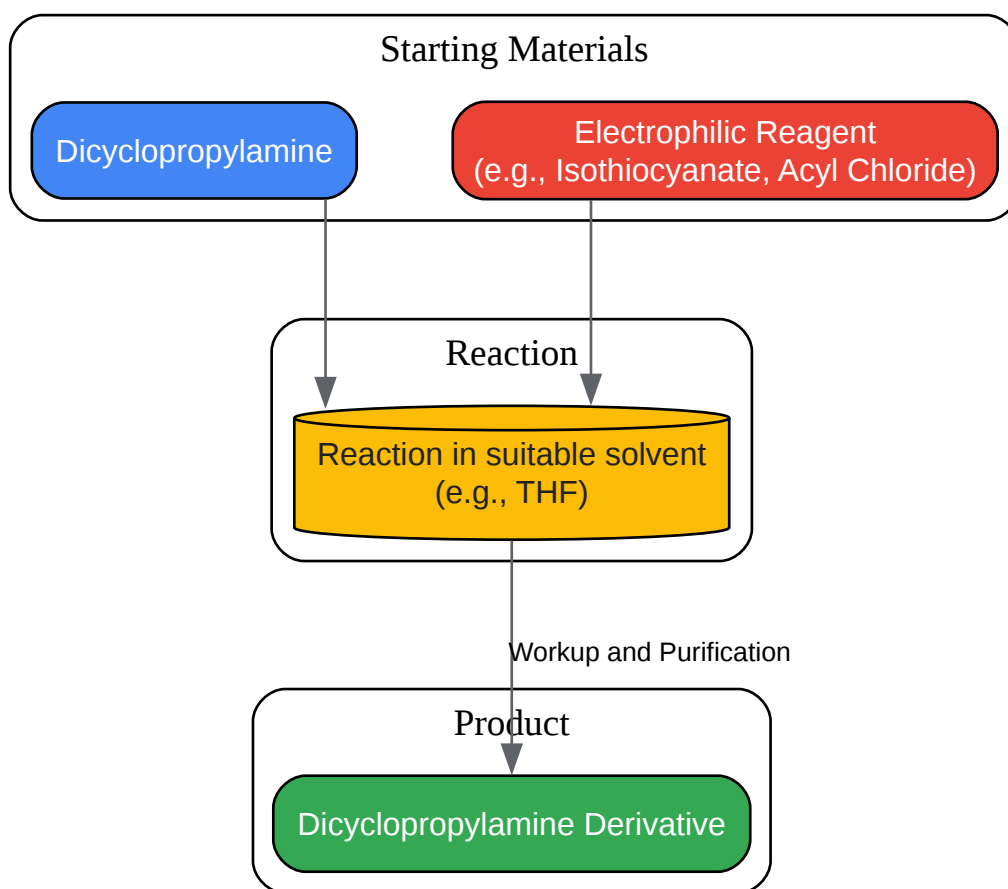 Starting Materials
Dicyclopropylamine
Electrophilic Reagent
(e.g., Isothiocyanate, Acyl Chloride)
Reaction
Reaction in suitable solvent
(e.g., THF)
Workup and Purification
Product
Dicyclopropylamine Derivative